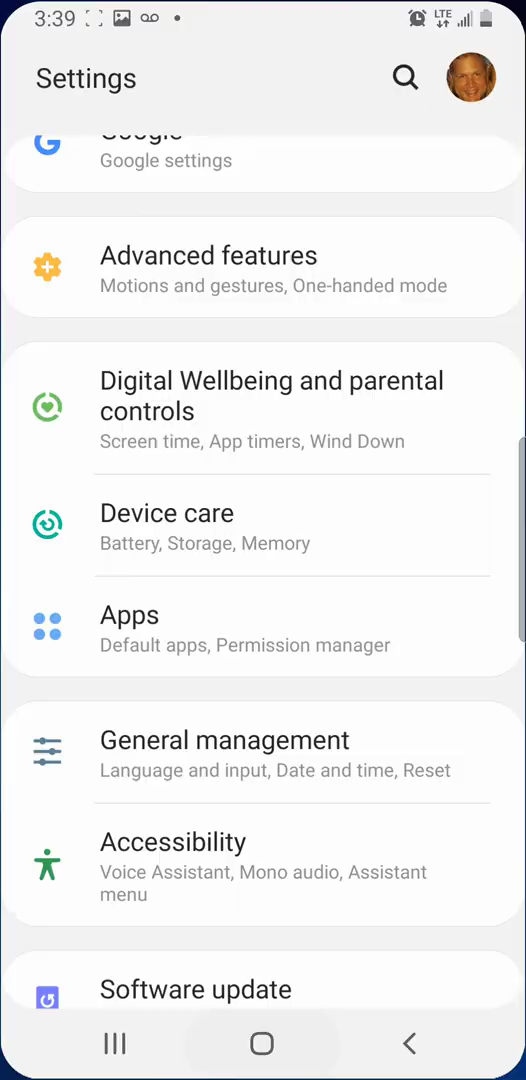 3:39
LTE
Settings
Google
Google settings
Advanced features
Motions and gestures, One-handed mode
Digital Wellbeing and parental
controls
Screen time, App timers, Wind Down
Device care
Battery, Storage, Memory
Apps
Default apps, Permission manager
General management
Language and input, Date and time, Reset
Accessibility
Voice Assistant, Mono audio, Assistant
menu
Software update